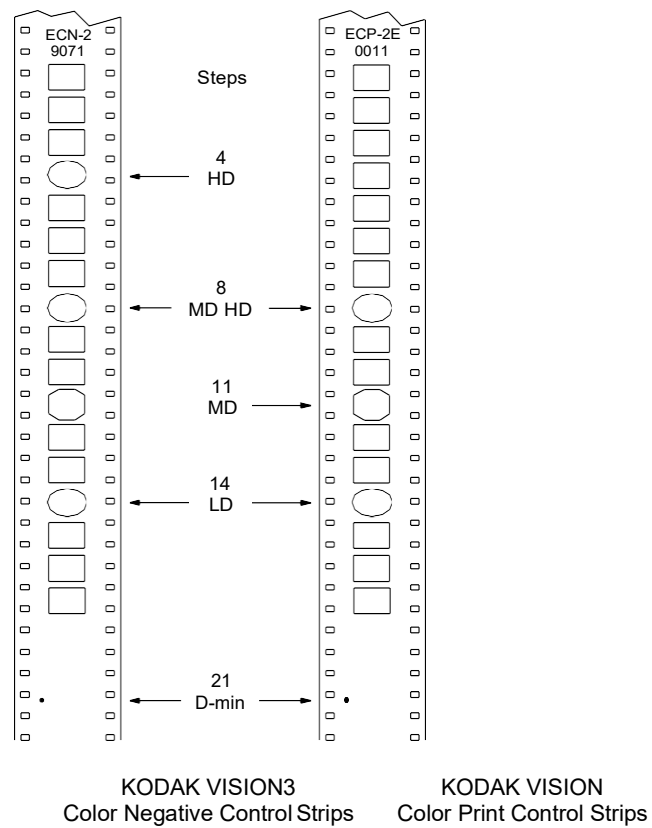 ECN-2
9071
ECP-2E
0011
Steps
4
HD
8
MD HD
11
MD
14
LD
21
D-min
KODAK VISION3
Color Negative Control Strips
KODAK VISION
Color Print Control Strips